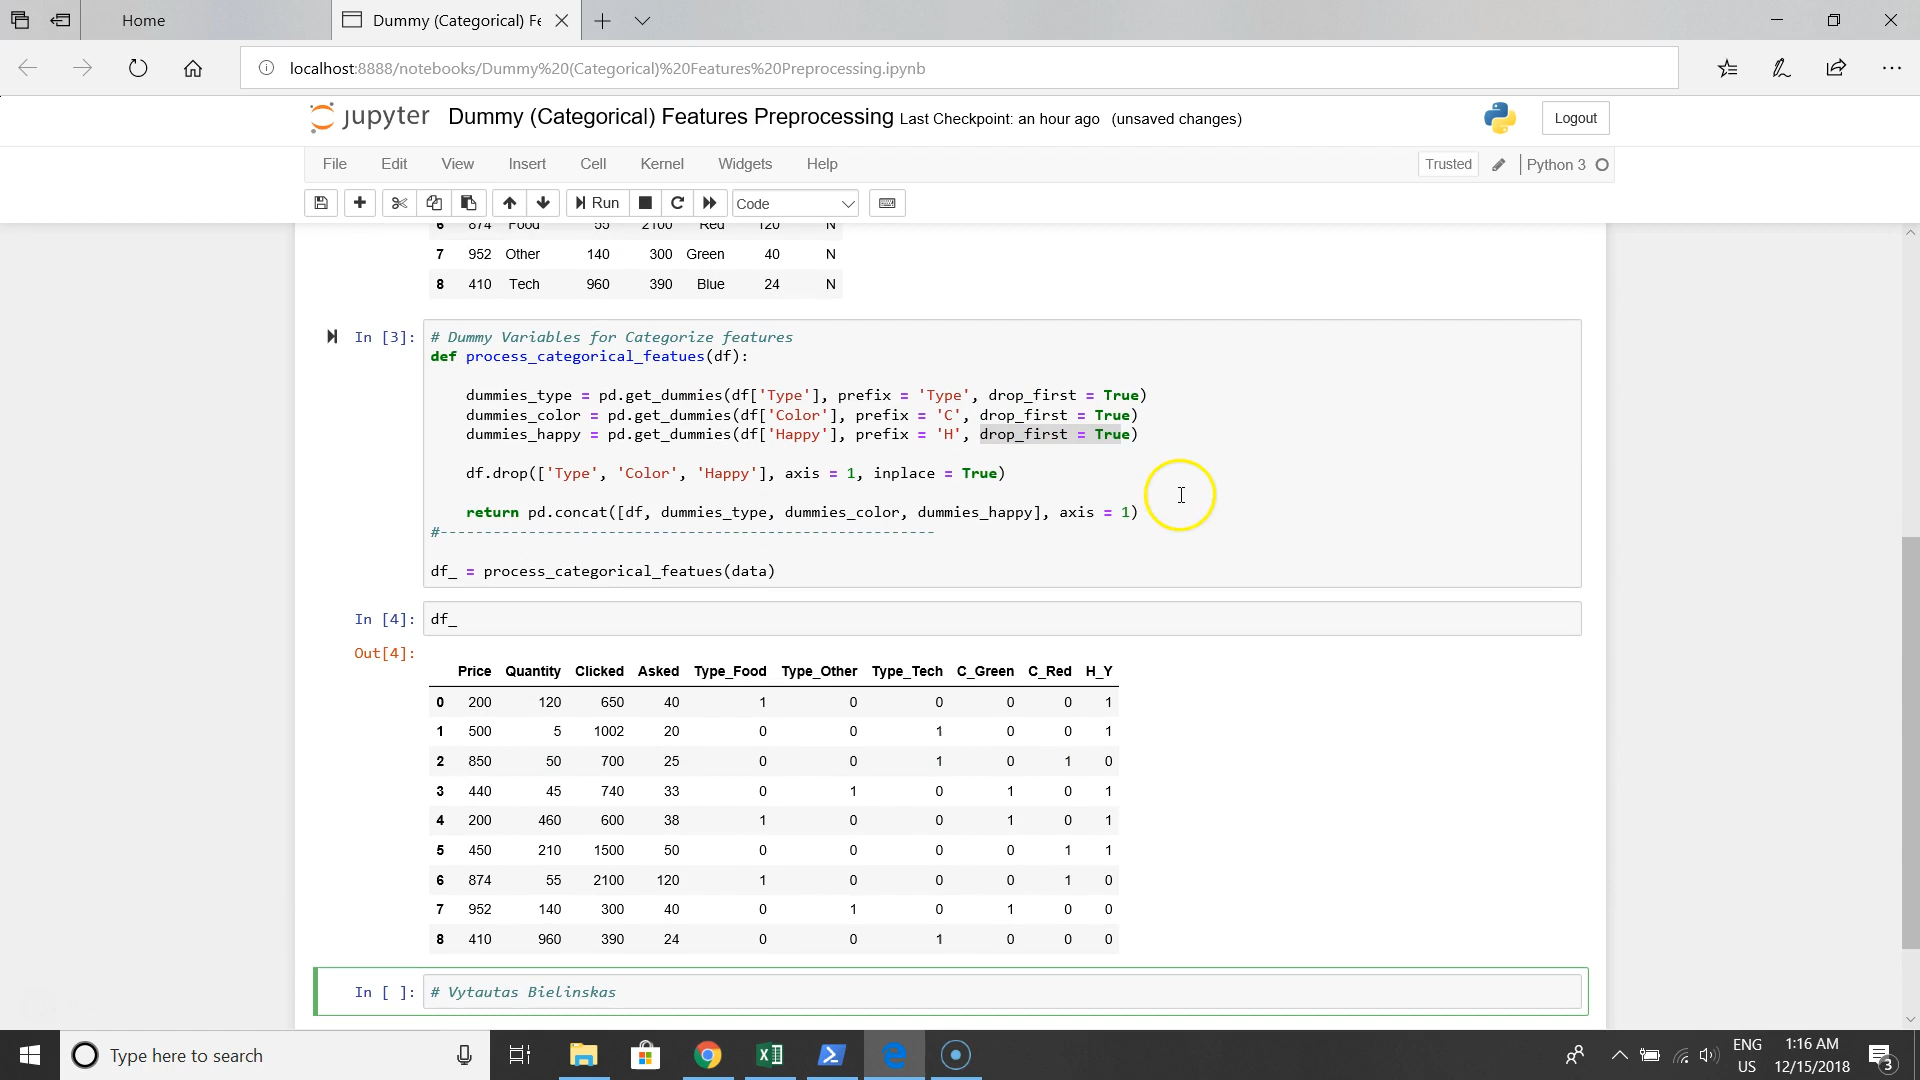 Home
Dummy (Categorical) Fe
localhost:8888/notebooks/Dummy%20(Categorical)%20Features%20Preprocessing.ipynb
jupyter Dummy (Categorical) Features Preprocessing Last Checkpoint: an hour ago (unsaved changes)
Logout
File Edit View Insert Cell Kernel Widgets Help
Trusted Python 3
Run Code
6 874 Food 55 2100 Red 120 N
7 952 Other 140 300 Green 40 N
8 410 Tech 960 390 Blue 24 N
In [3]: # Dummy Variables for Categorize features
def process_categorical_featues(df):
dummies_type = pd.get_dummies(df['Type'], prefix = 'Type', drop_first = True)
dummies_color = pd.get_dummies(df['Color'], prefix = 'C', drop_first = True)
dummies_happy = pd.get_dummies(df['Happy'], prefix = 'H', drop_first = True)
df.drop(['Type', 'Color', 'Happy'], axis = 1, inplace = True)
return pd.concat([df, dummies_type, dummies_color, dummies_happy], axis = 1)
#--------------------------------------------------------
df_ = process_categorical_featues(data)
In [4]: df_
Out[4]:
Price Quantity Clicked Asked Type_Food Type_Other Type_Tech C_Green C_Red H_Y
0 200 120 650 40 1 0 0 0 0 1
1 500 5 1002 20 0 0 1 0 0 1
2 850 50 700 25 0 0 1 0 1 0
3 440 45 740 33 0 1 0 1 0 1
4 200 460 600 38 1 0 0 1 0 1
5 450 210 1500 50 0 0 0 0 1 1
6 874 55 2100 120 1 0 0 0 1 0
7 952 140 300 40 0 1 0 1 0 0
8 410 960 390 24 0 0 1 0 0 0
In [ ]: # Vytautas Bielinskas
Type here to search
ENG
US
1:16 AM
12/15/2018
3